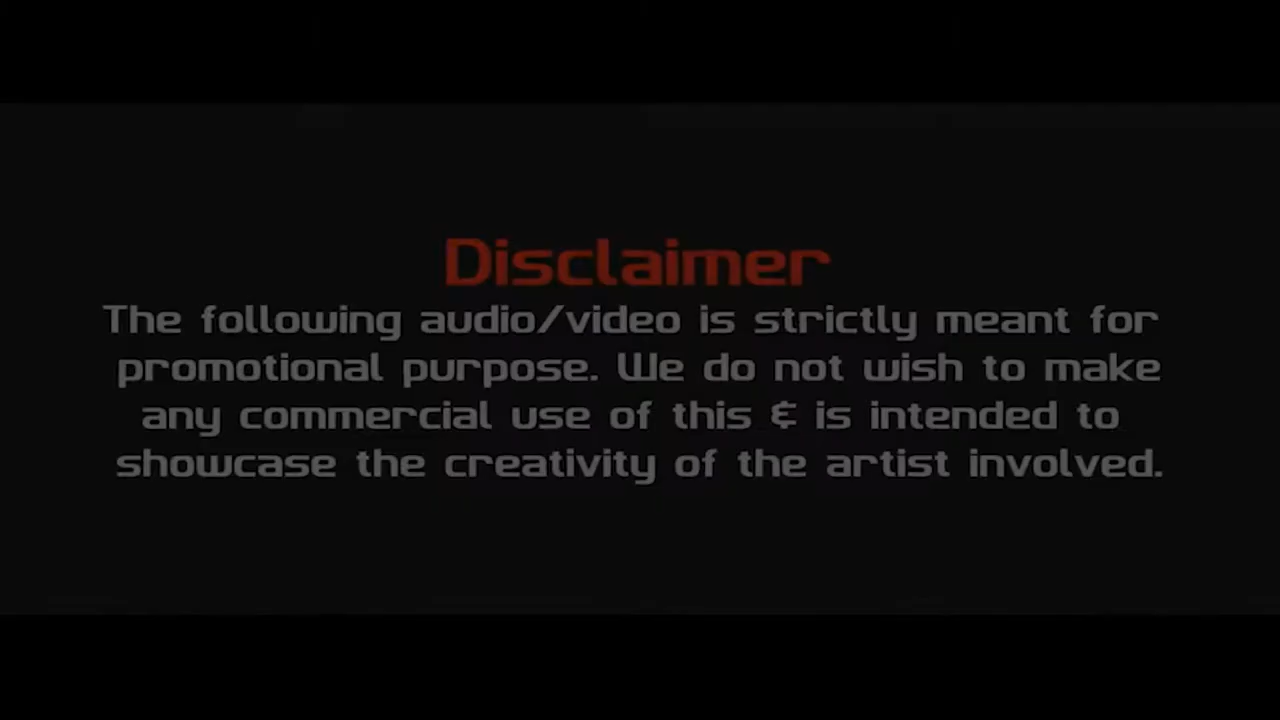 Disclaimer
The following audio/video is strictly meant for
promotional purpose. We do not wish to make
any commercial use of this & is intended to
showcase the creativity of the artist involved.